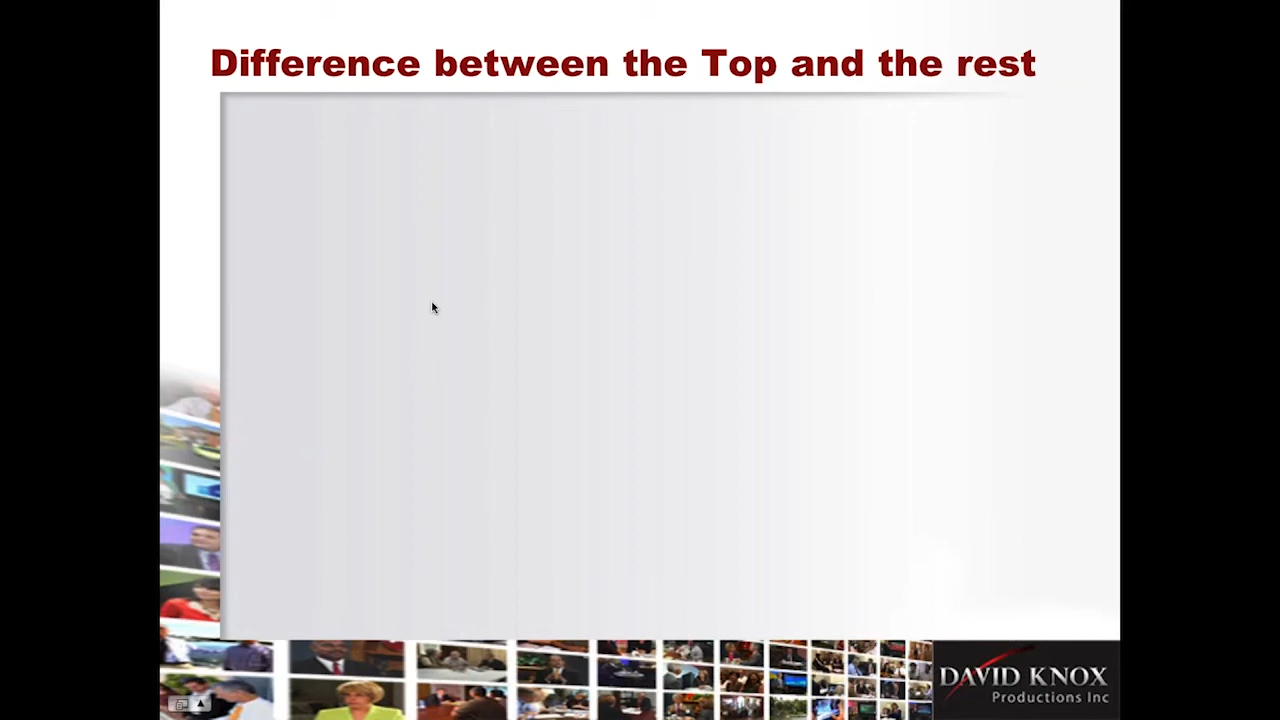 Difference between the Top and the rest
DAVID KNOX
Productions Inc